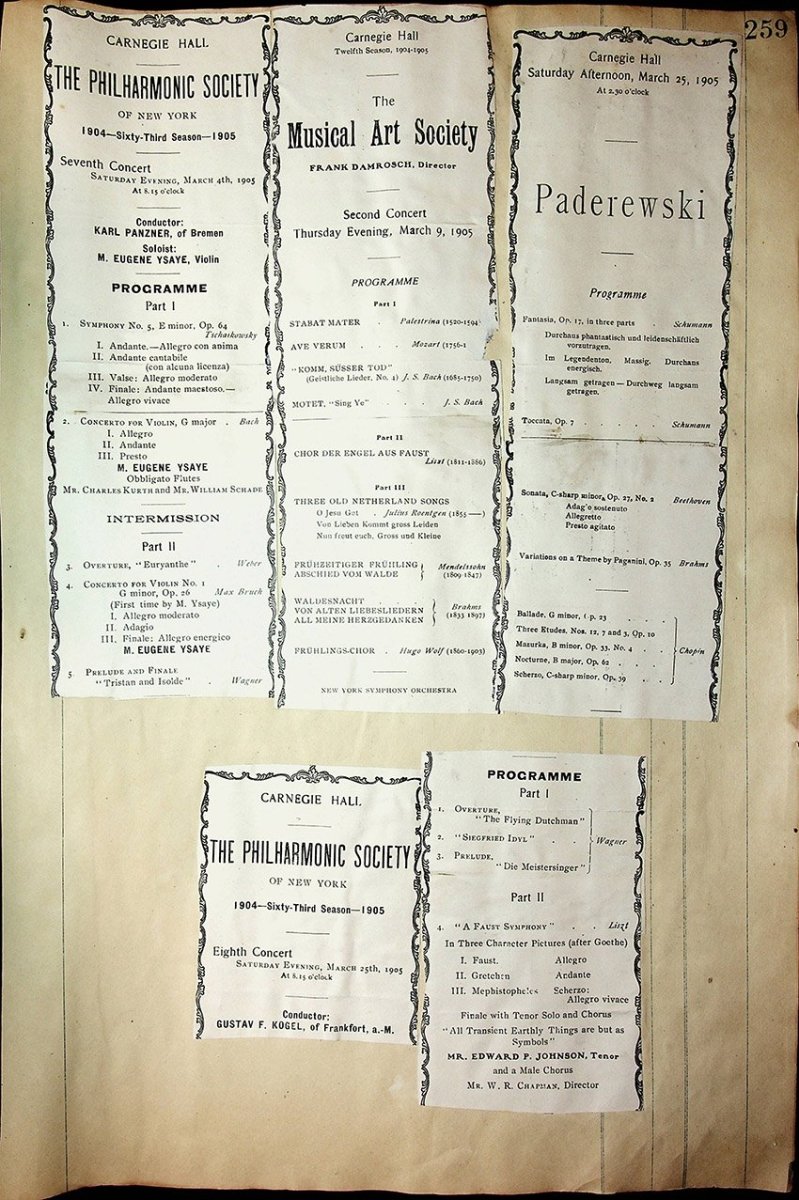 259
CARNEGIE HALL
THE PHILHARMONIC SOCIETY
OF NEW YORK
1904—Sixty-Third Season—1905
Seventh Concert
SATURDAY EVENING, MARCH 4th, 1905
At 8.15 o'clock
Conductor:
KARL PANZNER, of Bremen
Soloist:
M. EUGENE YSAYE, Violin
PROGRAMME
Part I
1. SYMPHONY NO. 5, E minor, Op. 64
Tschaikowsky
I. Andante.—Allegro con anima
II. Andante cantabile
(con alcuna licenza)
III. Valse: Allegro moderato
IV. Finale: Andante maestoso.—
Allegro vivace
2. CONCERTO FOR VIOLIN, G major . Bach
I. Allegro
II. Andante
III. Presto
M. EUGENE YSAYE
Obbligato Flutes
MR. CHARLES KURTH and MR. WILLIAM SCHADE
INTERMISSION
Part II
3. OVERTURE, "Euryanthe" . Weber
4. CONCERTO FOR VIOLIN NO. 1
G minor, Op. 26 Max Bruch
(First time by M. Ysaye)
I. Allegro moderato
II. Adagio
III. Finale: Allegro energico
M. EUGENE YSAYE
5. PRELUDE AND FINALE
"Tristan and Isolde" . Wagner
Carnegie Hall
Twelfth Season, 1904-1905
The
Musical Art Society
FRANK DAMROSCH, Director
Second Concert
Thursday Evening, March 9, 1905
PROGRAMME
Part I
STABAT MATER . Palestrina (1520-1594
AVE VERUM . Mozart (1756-1
"KOMM, SÜSSER TOD"
(Geistliche Lieder, No. 4) J. S. Bach (1685-1750)
MOTET, "Sing Ye" . . . J. S. Bach
Part II
CHOR DER ENGEL AUS FAUST
Liszt (1811-1886)
Part III
THREE OLD NETHERLAND SONGS
O Jesu Got . Julius Roentgen (1855 —)
Von Lieben Kommt gross Leiden
Nun freut euch, Gross und Kleine
FRÜHZEITIGER FRÜHLING } Mendelssohn
ABSCHIED VOM WALDE (1809-1847)
WALDESNACHT
VON ALTEN LIEBESLIEDERN } Brahms
ALL MEINE HERZGEDANKEN (1833 1897)
FRÜHLINGS-CHOR . Hugo Wolf (1860-1903)
NEW YORK SYMPHONY ORCHESTRA
Carnegie Hall
Saturday Afternoon, March 25, 1905
At 2.30 o'clock
Paderewski
Programme
Fantasia, Op. 17, in three parts . Schumann
Durchaus phantastisch und leidenschäftlich
vorzutragen.
Im Legendenton. Massig. Durchaus
energisch.
Langsam getragen—Durchweg langsam
getragen.
Toccata, Op. 7 . . . . . Schumann
Sonata, C-sharp minor, Op. 27, No. 2 Beethoven
Adagio sostenuto
Allegretto
Presto agitato
Variations on a Theme by Paganini, Op. 35 Brahms
Ballade, G minor, Op. 23 . . .
Three Etudes, Nos. 12, 7 and 3, Op. 10
Mazurka, B minor, Op. 33, No. 4 . . } Chopin
Nocturne, B major, Op. 62 . . .
Scherzo, C-sharp minor, Op. 39 . .
CARNEGIE HALL
THE PHILHARMONIC SOCIETY
OF NEW YORK
1904—Sixty-Third Season—1905
Eighth Concert
SATURDAY EVENING, MARCH 25th, 1905
At 8.15 o'clock
Conductor:
GUSTAV F. KOGEL, of Frankfort, a.-M.
PROGRAMME
Part I
1. OVERTURE,
"The Flying Dutchman"
2. "SIEGFRIED IDYL" . . } Wagner
3. PRELUDE,
"Die Meistersinger"
Part II
4. "A FAUST SYMPHONY" . . Liszt
In Three Character Pictures (after Goethe)
I. Faust. Allegro
II. Gretchen Andante
III. Mephistopheles Scherzo:
Allegro vivace
Finale with Tenor Solo and Chorus
"All Transient Earthly Things are but as
Symbols"
MR. EDWARD P. JOHNSON, Tenor
and a Male Chorus
MR. W. R. CHAPMAN, Director